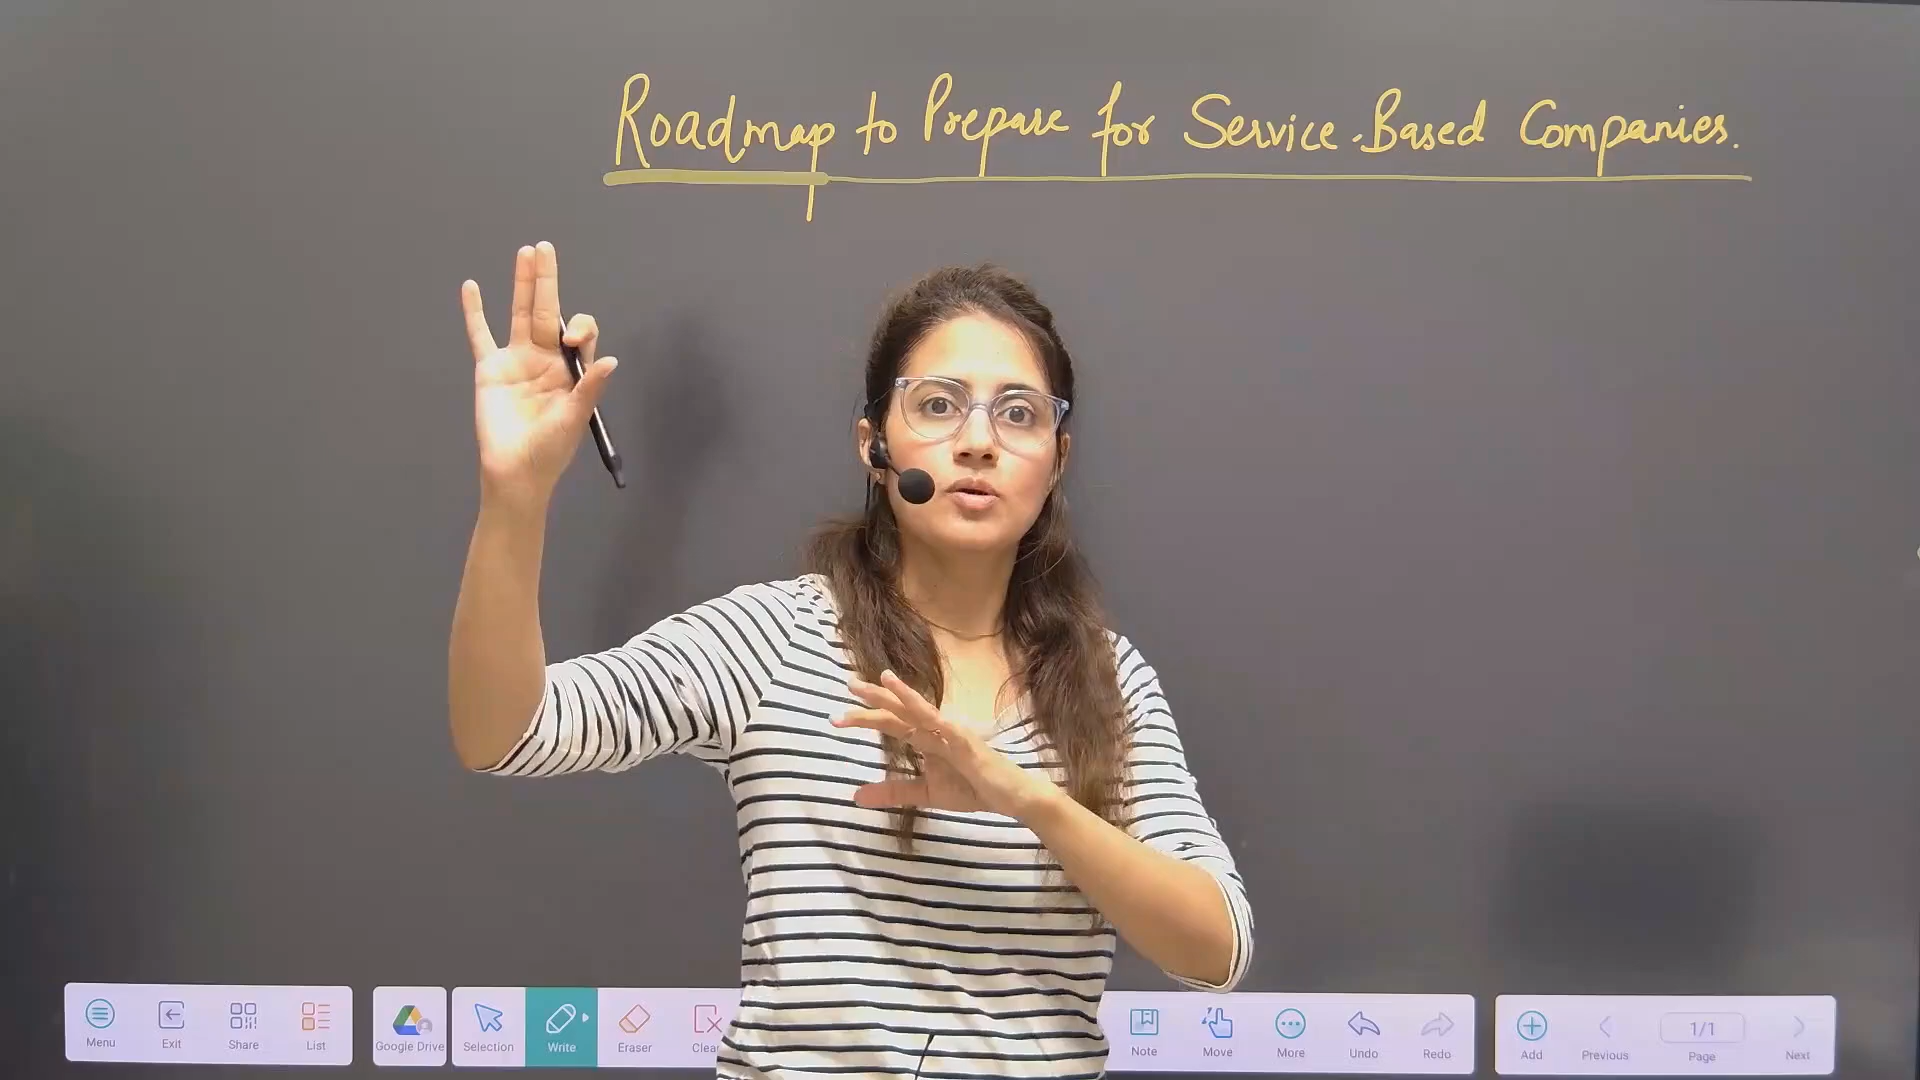 Roadmap to Prepare for Service-Based Companies.
Menu Exit Share List Google Drive Selection Write Eraser Clear Note Move More Undo Redo Add Previous 1/1 Page Next